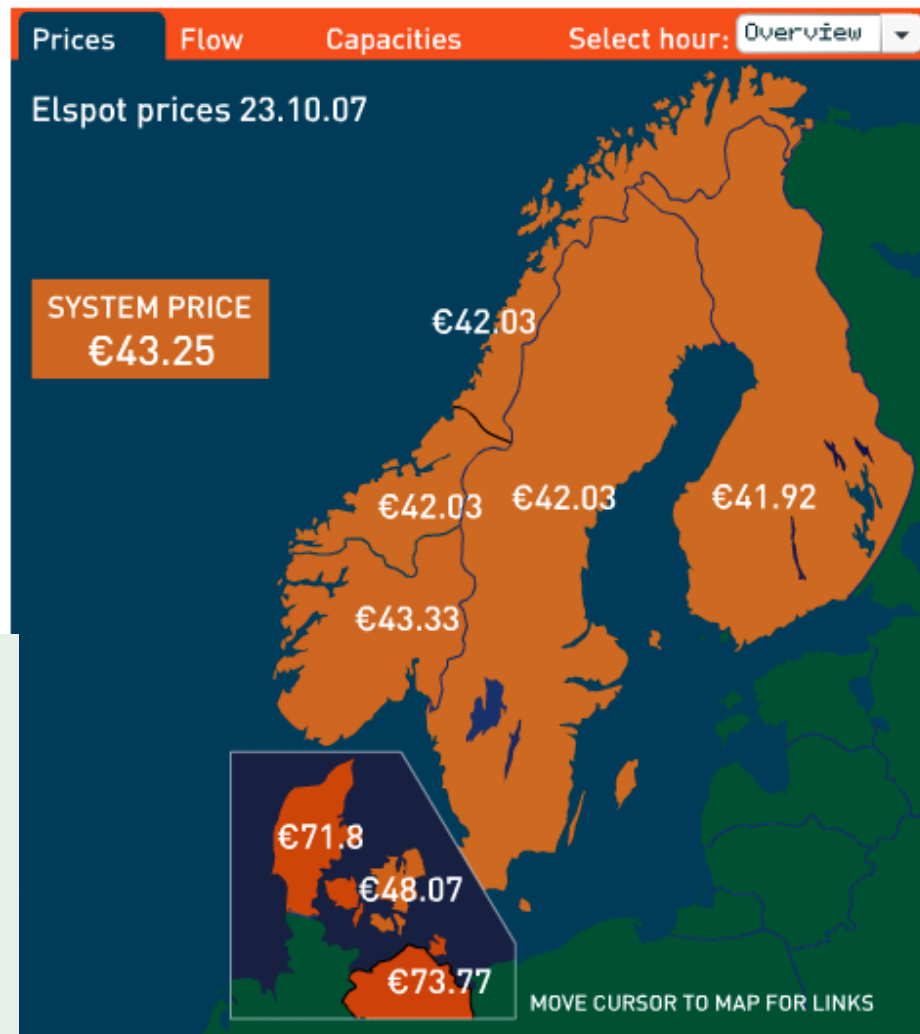 Prices Flow Capacities Select hour: Overview
Elspot prices 23.10.07
SYSTEM PRICE
€43.25
€42.03
€42.03 €42.03 €41.92
€43.33
€71.8
€48.07
€73.77
MOVE CURSOR TO MAP FOR LINKS